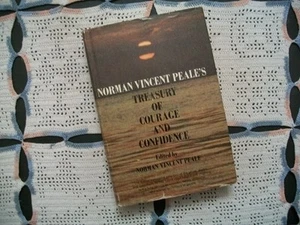 NORMAN VINCENT PEALE'S
TREASURY
OF
COURAGE
AND
CONFIDENCE
Edited by
NORMAN VINCENT PEALE